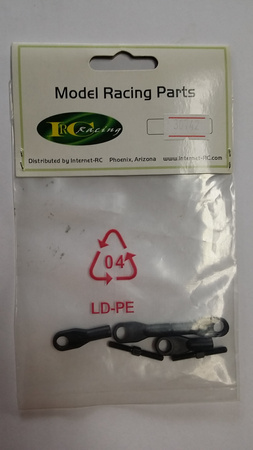 Model Racing Parts
IRC Racing
Distributed by Internet-RC Phoenix, Arizona www.Internet-RC.com
04
LD-PE